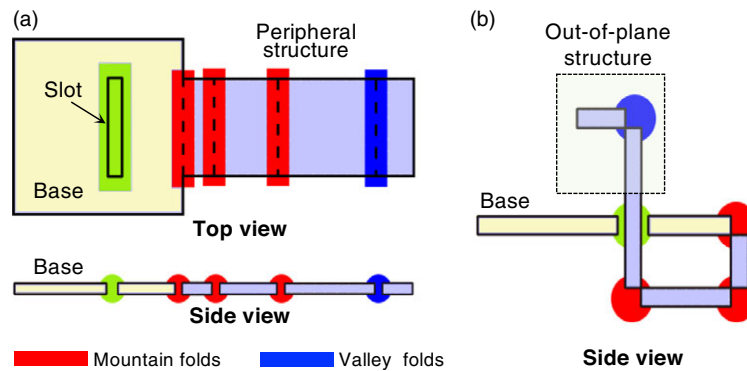 (a)
Peripheral
structure
Slot
Base
Top view
Base
Side view
Mountain folds
Valley folds
(b)
Out-of-plane
structure
Base
Side view